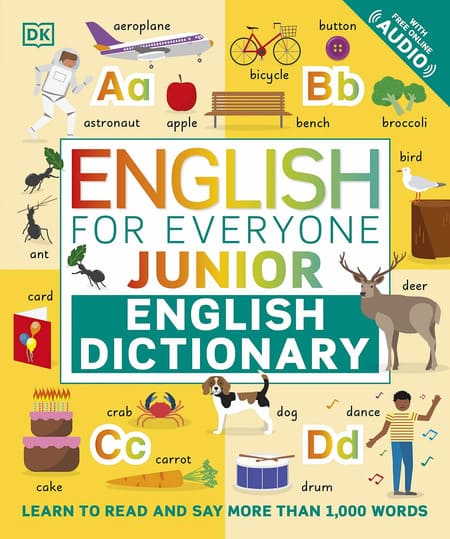 DK
aeroplane
button
WITH
FREE ONLINE
AUDIO
Aa
bicycle
Bb
astronaut
apple
bench
broccoli
bird
ENGLISH
FOR EVERYONE
JUNIOR
ENGLISH
DICTIONARY
ant
deer
card
crab
dog
dance
Cc
Dd
carrot
cake
drum
LEARN TO READ AND SAY MORE THAN 1,000 WORDS